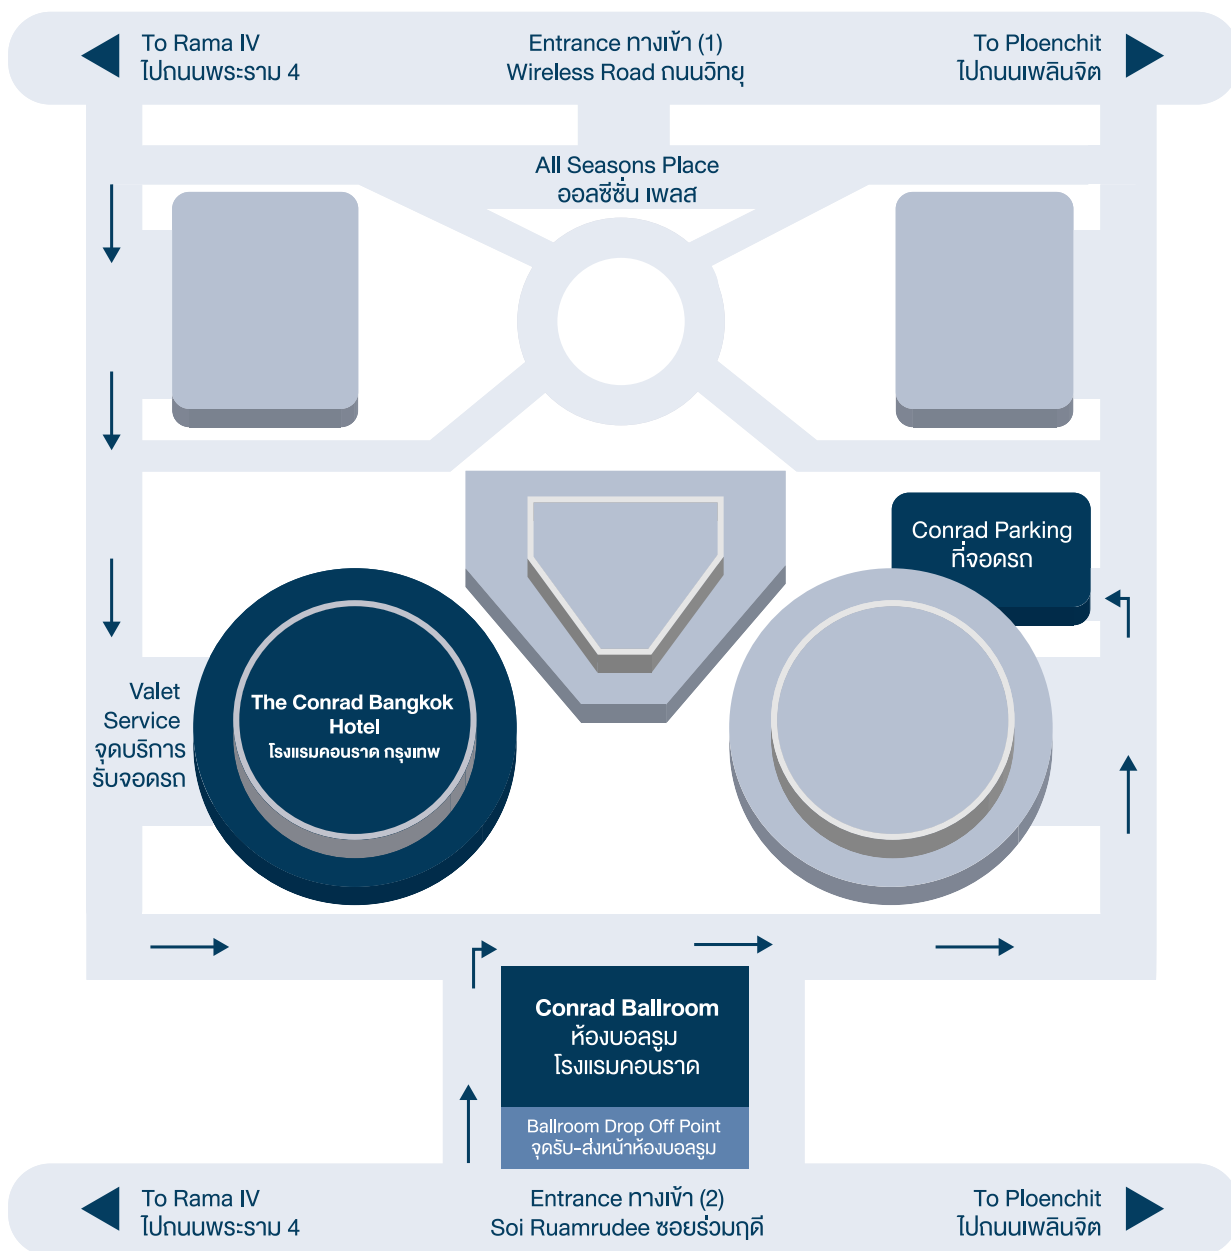 To Rama IV
ไปถนนพระราม 4
Entrance ทางเข้า (1)
Wireless Road ถนนวิทยุ
To Ploenchit
ไปถนนเพลินจิต
All Seasons Place
ออลซีซั่น เพลส
Conrad Parking
ที่จอดรถ
Valet
Service
จุดบริการ
รับจอดรถ
The Conrad Bangkok
Hotel
โรงแรมคอนราด กรุงเทพ
Conrad Ballroom
ห้องบอลรูม
โรงแรมคอนราด
Ballroom Drop Off Point
จุดรับ-ส่งหน้าห้องบอลรูม
To Rama IV
ไปถนนพระราม 4
Entrance ทางเข้า (2)
Soi Ruamrudee ซอยร่วมฤดี
To Ploenchit
ไปถนนเพลินจิต